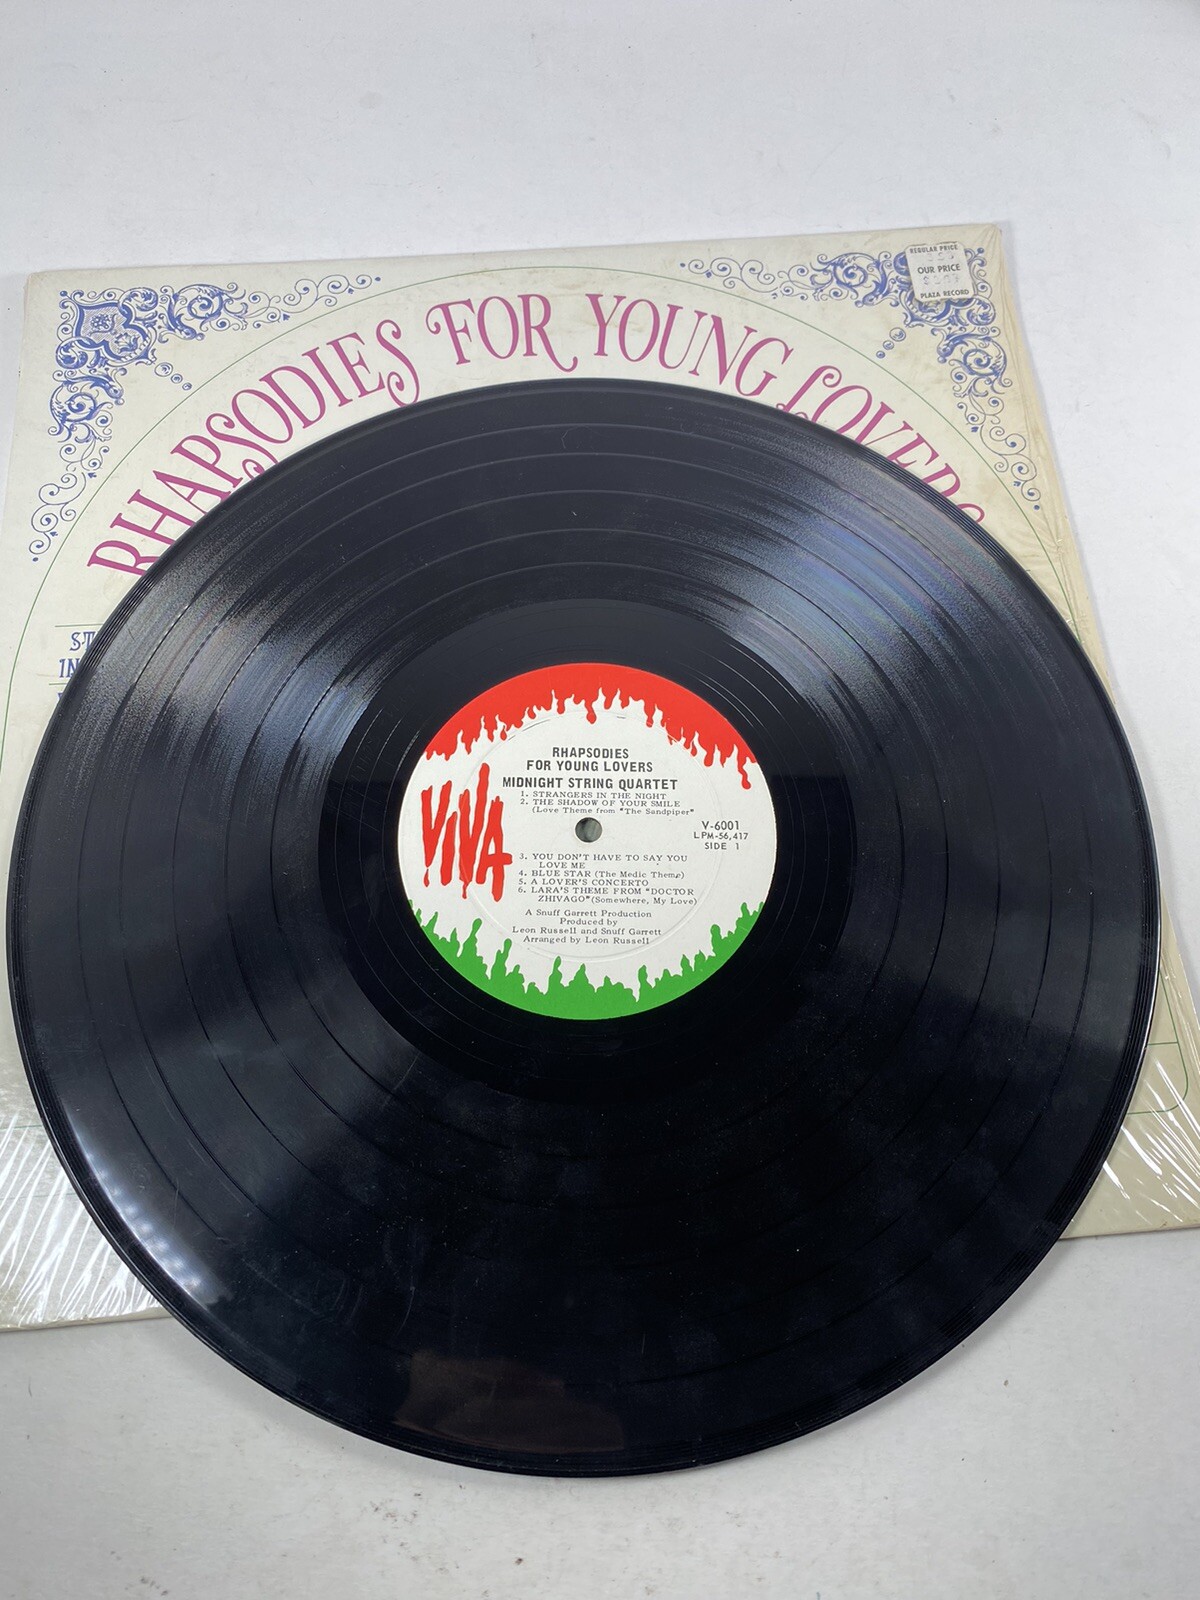 RHAPSODIES FOR YOUNG LOVERS
REGULAR PRICE
OUR PRICE
PLAZA RECORD
RHAPSODIES
FOR YOUNG LOVERS
MIDNIGHT STRING QUARTET
1. STRANGERS IN THE NIGHT
2. THE SHADOW OF YOUR SMILE
(Love Theme from "The Sandpiper"
VIVA
V-6001
LPM-56,417
SIDE 1
3. YOU DON'T HAVE TO SAY YOU
LOVE ME
4. BLUE STAR (The Medic Theme)
5. A LOVER'S CONCERTO
6. LARA'S THEME FROM "DOCTOR
ZHIVAGO"(Somewhere, My Love)
A Snuff Garrett Production
Produced by
Leon Russell and Snuff Garrett
Arranged by Leon Russell